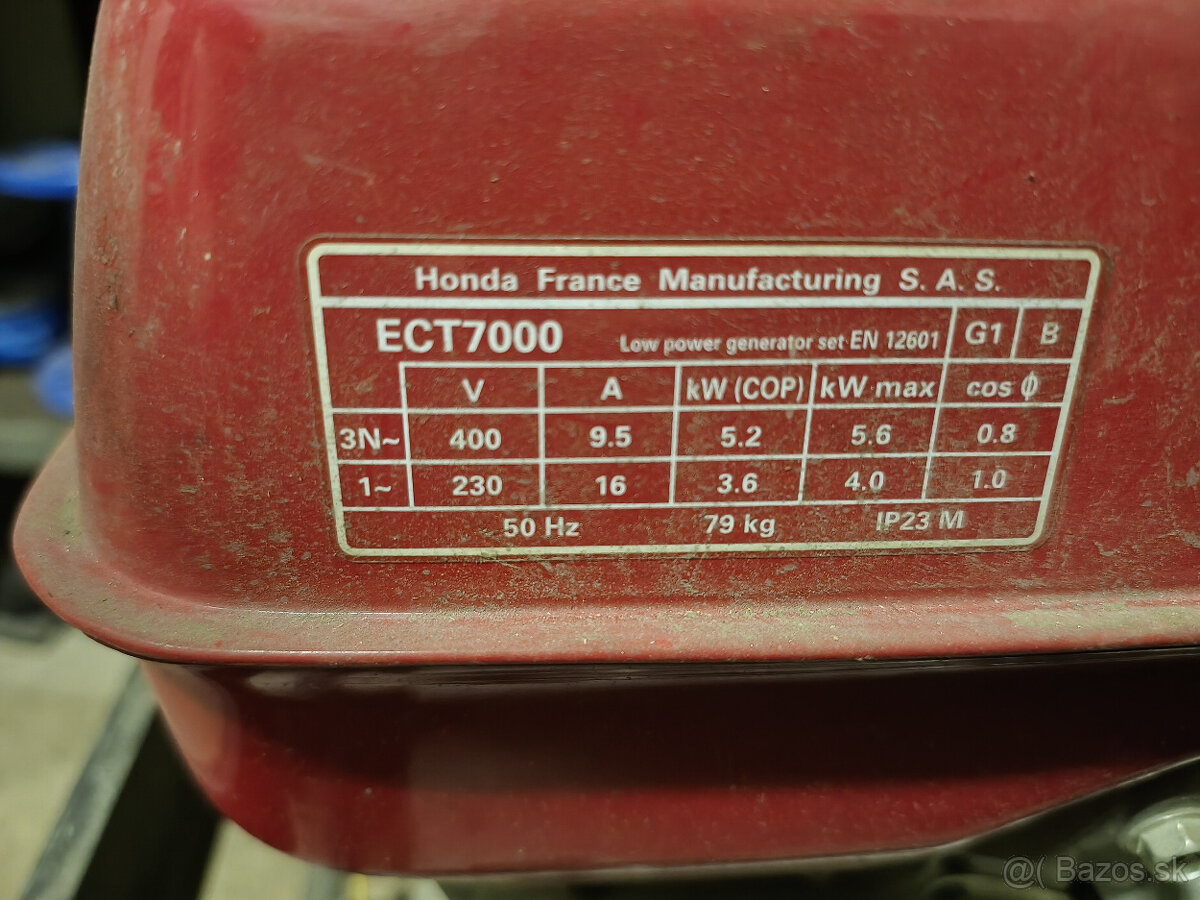 Honda France Manufacturing S. A. S.
ECT7000 Low power generator set EN 12601 G1 B
V A kW (COP) kW max cos ϕ
3N~ 400 9.5 5.2 5.6 0.8
1~ 230 16 3.6 4.0 1.0
50 Hz 79 kg IP23 M
@( Bazos.sk